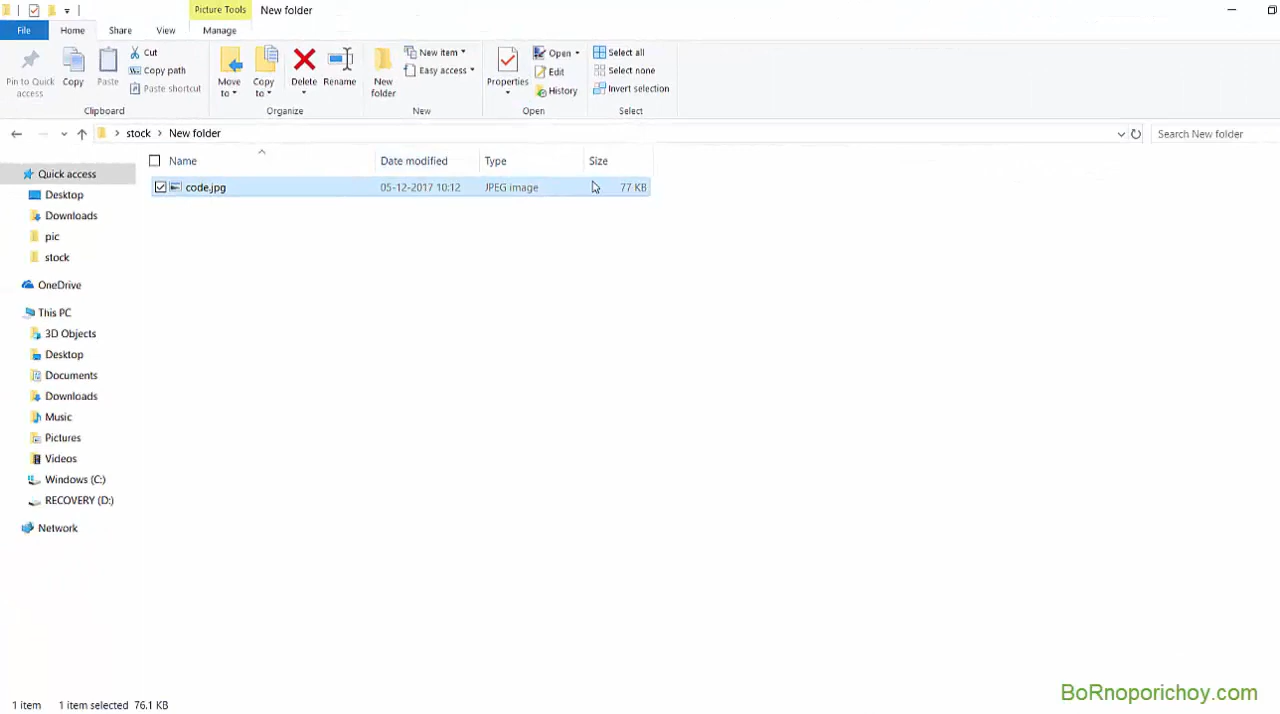 Picture Tools New folder
File Home Share View Manage
Pin to Quick access
Copy
Paste
Cut
Copy path
Paste shortcut
Clipboard
Move to
Copy to
Delete
Rename
Organize
New folder
New item
Easy access
New
Properties
Open
Edit
History
Open
Select all
Select none
Invert selection
Select
stock New folder
Search New folder
Name Date modified Type Size
code.jpg 05-12-2017 10:12 JPEG image 77 KB
Quick access
Desktop
Downloads
pic
stock
OneDrive
This PC
3D Objects
Desktop
Documents
Downloads
Music
Pictures
Videos
Windows (C:)
RECOVERY (D:)
Network
1 item 1 item selected 76.1 KB
BoRnoporichoy.com